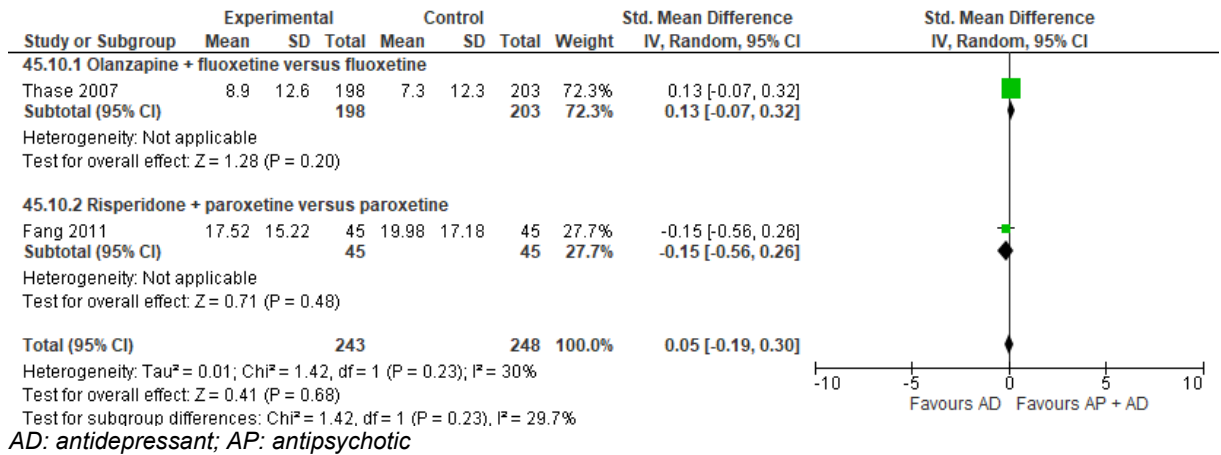 Experimental Control Std. Mean Difference Std. Mean Difference
Study or Subgroup Mean SD Total Mean SD Total Weight IV, Random, 95% CI IV, Random, 95% CI
45.10.1 Olanzapine + fluoxetine versus fluoxetine
Thase 2007 8.9 12.6 198 7.3 12.3 203 72.3% 0.13 [-0.07, 0.32]
Subtotal (95% CI) 198 203 72.3% 0.13 [-0.07, 0.32]
Heterogeneity: Not applicable
Test for overall effect: Z = 1.28 (P = 0.20)
45.10.2 Risperidone + paroxetine versus paroxetine
Fang 2011 17.52 15.22 45 19.98 17.18 45 27.7% -0.15 [-0.56, 0.26]
Subtotal (95% CI) 45 45 27.7% -0.15 [-0.56, 0.26]
Heterogeneity: Not applicable
Test for overall effect: Z = 0.71 (P = 0.48)
Total (95% CI) 243 248 100.0% 0.05 [-0.19, 0.30]
Heterogeneity: Tau² = 0.01; Chi² = 1.42, df = 1 (P = 0.23); I² = 30%
Test for overall effect: Z = 0.41 (P = 0.68)
Test for subgroup differences: Chi² = 1.42, df = 1 (P = 0.23), I² = 29.7%
-10 -5 0 5 10
Favours AD Favours AP + AD
AD: antidepressant; AP: antipsychotic